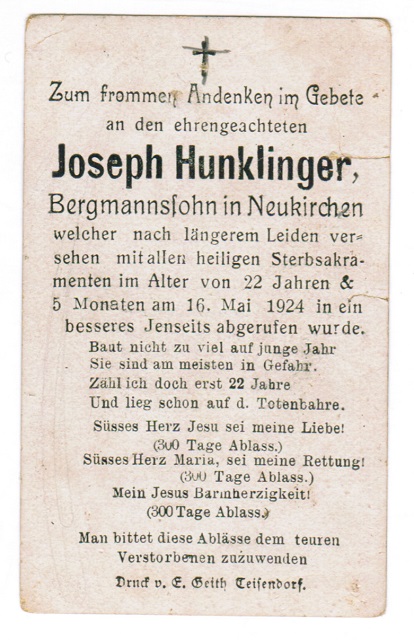 Zum frommen Andenken im Gebete
an den ehrengeachteten
Joseph Hunklinger,
Bergmannsſohn in Neukirchen
welcher nach längerem Leiden ver=
sehen mit allen heiligen Sterbsakra-
menten im Alter von 22 Jahren &
5 Monaten am 16. Mai 1924 in ein
besseres Jenseits abgerufen wurde.
Baut nicht zu viel auf junge Jahr
Sie sind am meisten in Gefahr.
Zähl ich doch erst 22 Jahre
Und lieg schon auf d. Totenbahre.
Süsses Herz Jesu sei meine Liebe!
(300 Tage Ablass.)
Süsses Herz Maria, sei meine Rettung!
(300 Tage Ablass.)
Mein Jesus Barmherzigkeit!
(300 Tage Ablass.)
Man bittet diese Ablässe dem teuren
Verstorbenen zuzuwenden
Druck v. E. Geith Teisendorf.